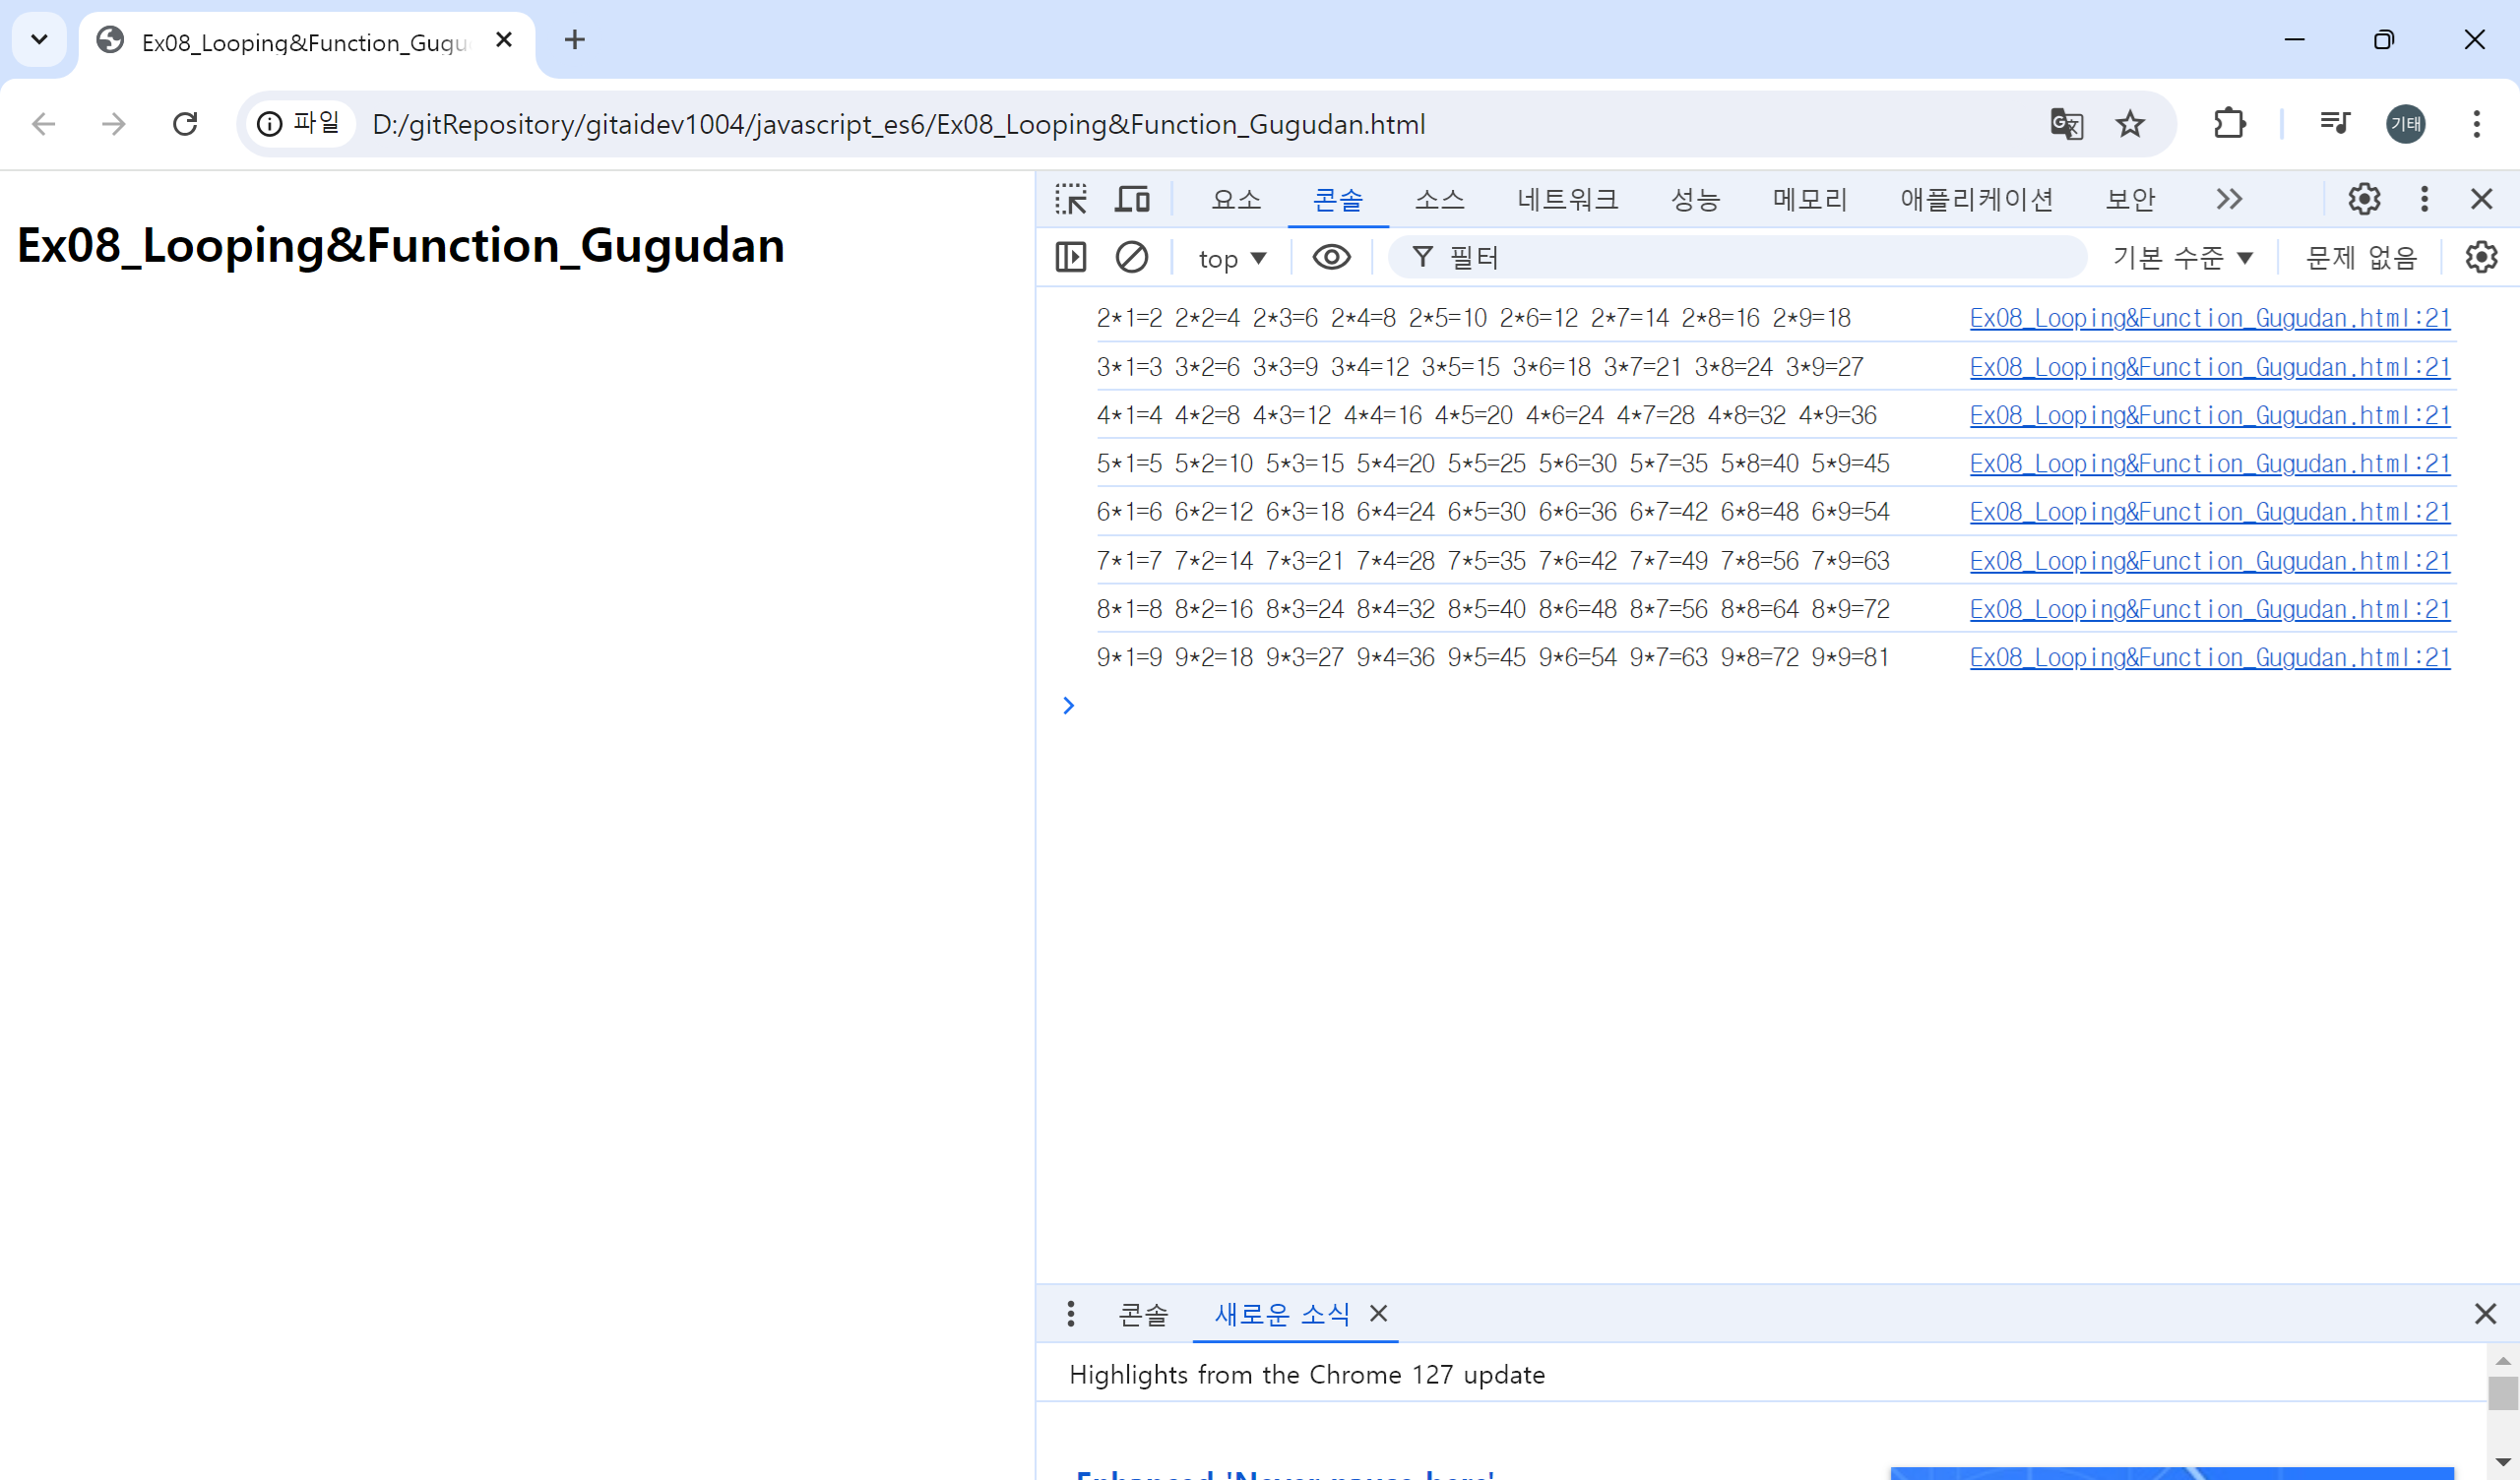 Ex08_Looping&Function_Gugu
파일
D:/gitRepository/gitaidev1004/javascript_es6/Ex08_Looping&Function_Gugudan.html
기태
Ex08_Looping&Function_Gugudan
요소 콘솔 소스 네트워크 성능 메모리 애플리케이션 보안
top 필터 기본 수준 문제 없음
2*1=2 2*2=4 2*3=6 2*4=8 2*5=10 2*6=12 2*7=14 2*8=16 2*9=18 Ex08_Looping&Function_Gugudan.html:21
3*1=3 3*2=6 3*3=9 3*4=12 3*5=15 3*6=18 3*7=21 3*8=24 3*9=27 Ex08_Looping&Function_Gugudan.html:21
4*1=4 4*2=8 4*3=12 4*4=16 4*5=20 4*6=24 4*7=28 4*8=32 4*9=36 Ex08_Looping&Function_Gugudan.html:21
5*1=5 5*2=10 5*3=15 5*4=20 5*5=25 5*6=30 5*7=35 5*8=40 5*9=45 Ex08_Looping&Function_Gugudan.html:21
6*1=6 6*2=12 6*3=18 6*4=24 6*5=30 6*6=36 6*7=42 6*8=48 6*9=54 Ex08_Looping&Function_Gugudan.html:21
7*1=7 7*2=14 7*3=21 7*4=28 7*5=35 7*6=42 7*7=49 7*8=56 7*9=63 Ex08_Looping&Function_Gugudan.html:21
8*1=8 8*2=16 8*3=24 8*4=32 8*5=40 8*6=48 8*7=56 8*8=64 8*9=72 Ex08_Looping&Function_Gugudan.html:21
9*1=9 9*2=18 9*3=27 9*4=36 9*5=45 9*6=54 9*7=63 9*8=72 9*9=81 Ex08_Looping&Function_Gugudan.html:21
콘솔 새로운 소식
Highlights from the Chrome 127 update
Enhanced 'Never pause here'